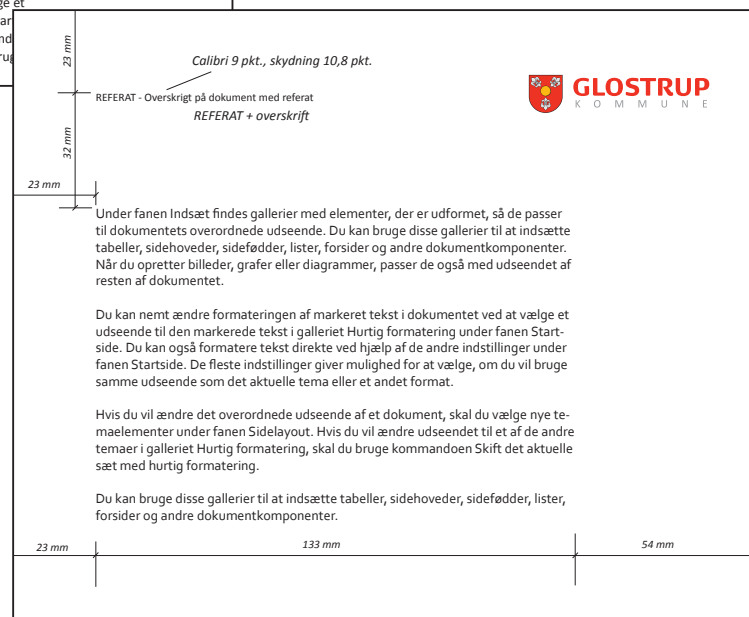 ge et
23 mm
Calibri 9 pkt., skydning 10,8 pkt.
REFERAT - Overskrigt på dokument med referat
REFERAT + overskrift
GLOSTRUP
KOMMUNE
32 mm
23 mm
Under fanen Indsæt findes gallerier med elementer, der er udformet, så de passer
til dokumentets overordnede udseende. Du kan bruge disse gallerier til at indsætte
tabeller, sidehoveder, sidefødder, lister, forsider og andre dokumentkomponenter.
Når du opretter billeder, grafer eller diagrammer, passer de også med udseendet af
resten af dokumentet.
Du kan nemt ændre formateringen af markeret tekst i dokumentet ved at vælge et
udseende til den markerede tekst i galleriet Hurtig formatering under fanen Start-
side. Du kan også formatere tekst direkte ved hjælp af de andre indstillinger under
fanen Startside. De fleste indstillinger giver mulighed for at vælge, om du vil bruge
samme udseende som det aktuelle tema eller et andet format.
Hvis du vil ændre det overordnede udseende af et dokument, skal du vælge nye te-
maelementer under fanen Sidelayout. Hvis du vil ændre udseendet til et af de andre
temaer i galleriet Hurtig formatering, skal du bruge kommandoen Skift det aktuelle
sæt med hurtig formatering.
Du kan bruge disse gallerier til at indsætte tabeller, sidehoveder, sidefødder, lister,
forsider og andre dokumentkomponenter.
23 mm
133 mm
54 mm